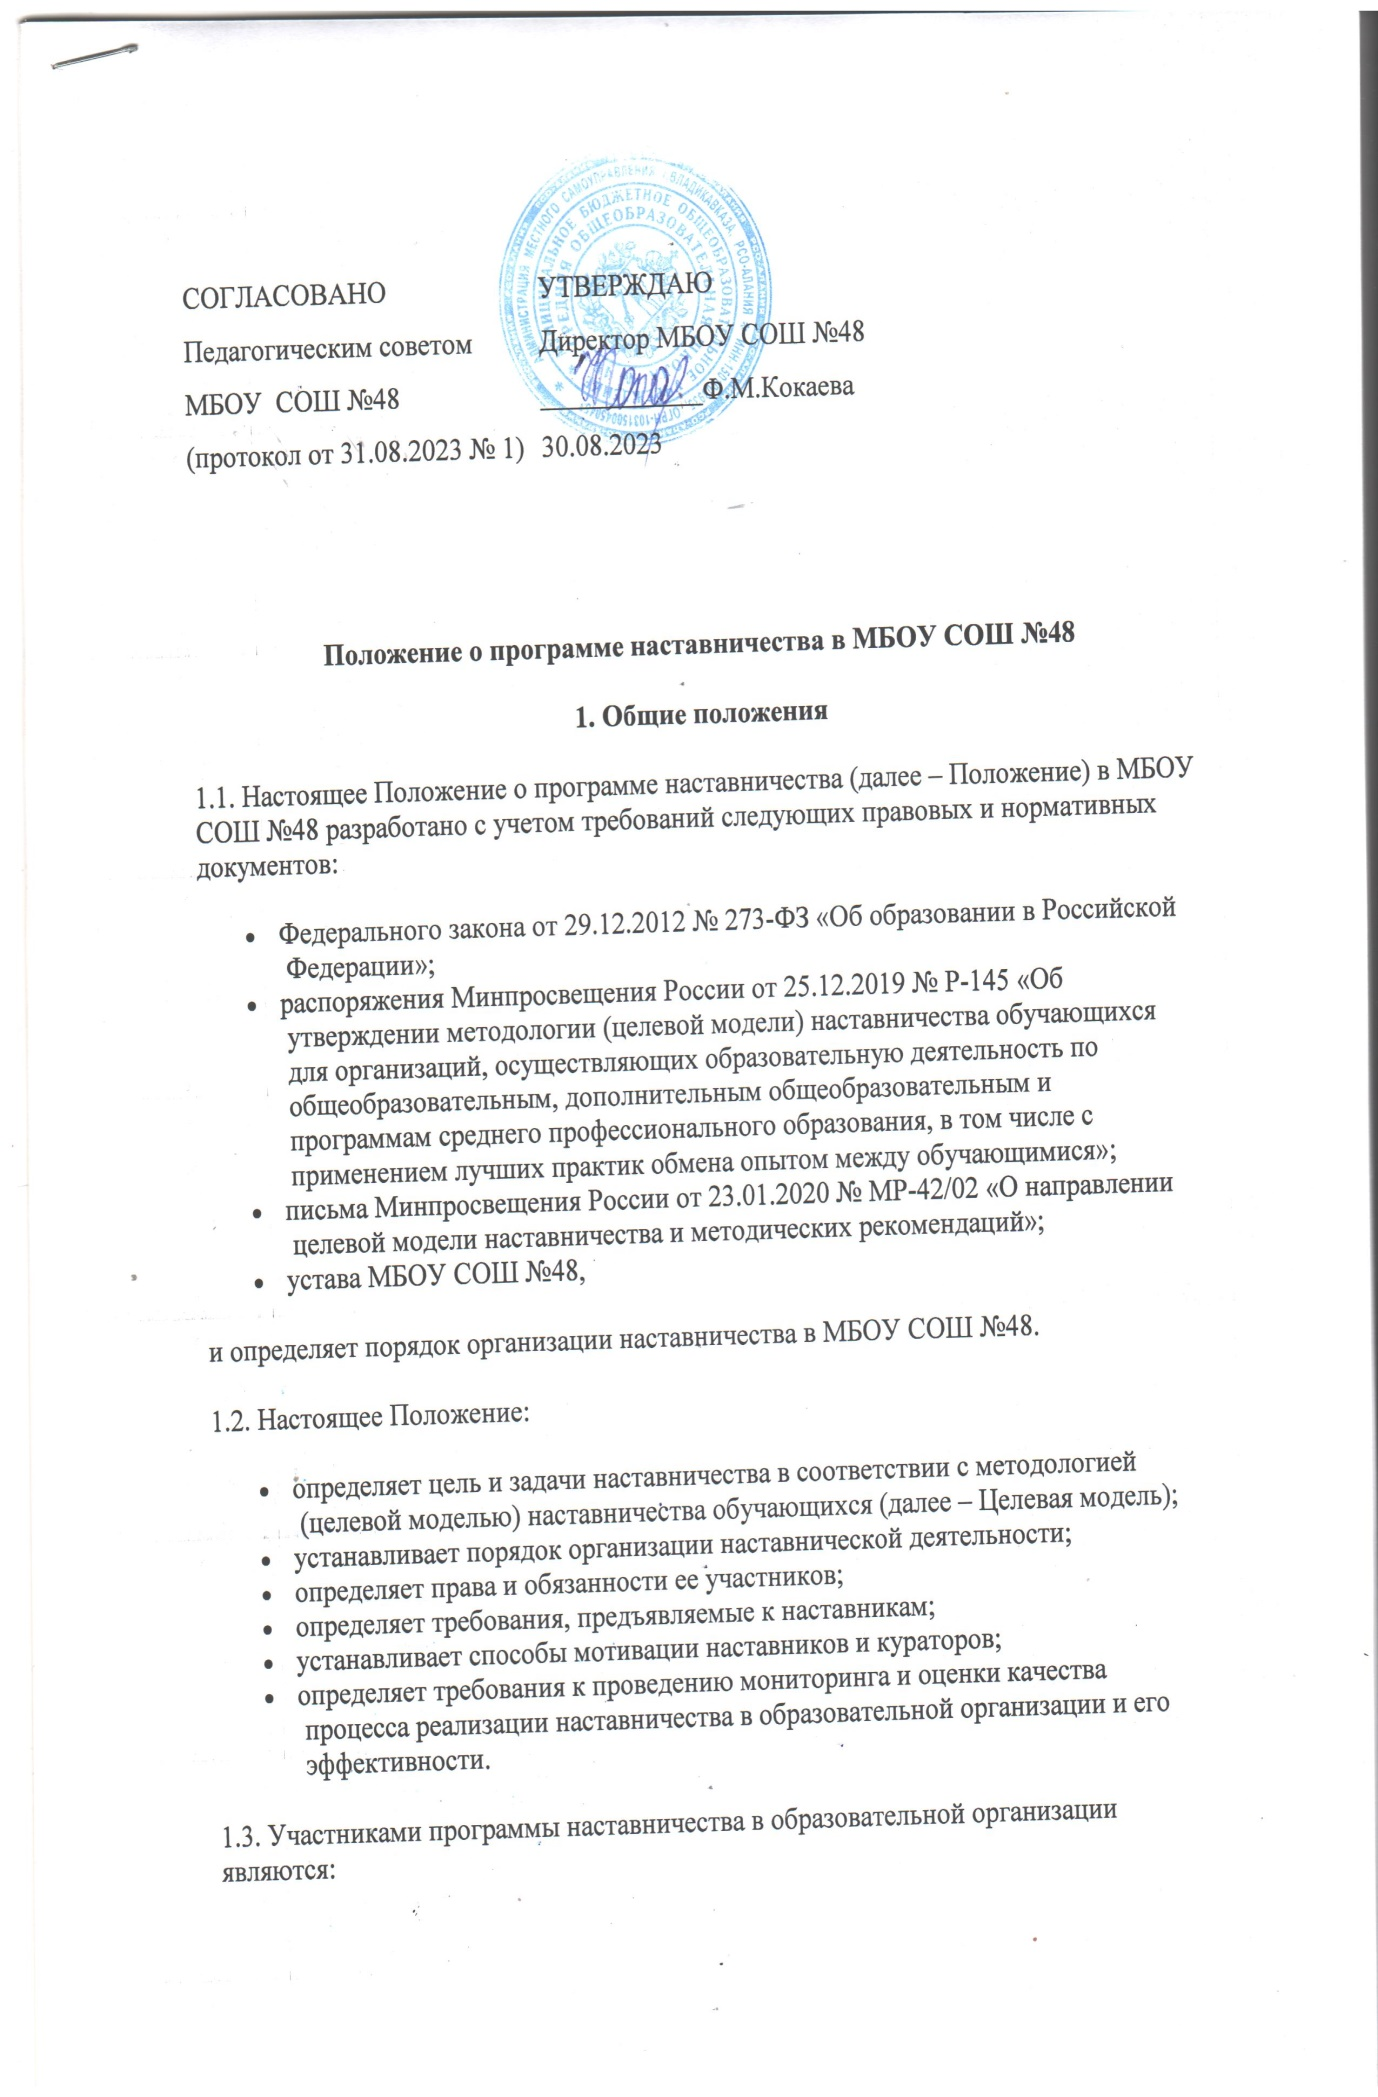 СОГЛАСОВАНО
Педагогическим советом
МБОУ СОШ №48
(протокол от 31.08.2023 № 1)
УТВЕРЖДАЮ
Директор МБОУ СОШ №48
____________Ф.М.Кокаева
30.08.2023
АДМИНИСТРАЦИЯ МЕСТНОГО САМОУПРАВЛЕНИЯ ВЛАДИКАВКАЗА, РСО-АЛАНИЯ
БЮДЖЕТНОЕ
Положение о программе наставничества в МБОУ СОШ №48
1. Общие положения
1.1. Настоящее Положение о программе наставничества (далее – Положение) в МБОУ
СОШ №48 разработано с учетом требований следующих правовых и нормативных
документов:
• Федерального закона от 29.12.2012 № 273-ФЗ «Об образовании в Российской
Федерации»;
• распоряжения Минпросвещения России от 25.12.2019 № Р-145 «Об
утверждении методологии (целевой модели) наставничества обучающихся
для организаций, осуществляющих образовательную деятельность по
общеобразовательным, дополнительным общеобразовательным и
программам среднего профессионального образования, в том числе с
применением лучших практик обмена опытом между обучающимися»;
• письма Минпросвещения России от 23.01.2020 № МР-42/02 «О направлении
целевой модели наставничества и методических рекомендаций»;
• устава МБОУ СОШ №48,
и определяет порядок организации наставничества в МБОУ СОШ №48.
1.2. Настоящее Положение:
• определяет цель и задачи наставничества в соответствии с методологией
(целевой моделью) наставничества обучающихся (далее – Целевая модель);
• устанавливает порядок организации наставнической деятельности;
• определяет права и обязанности ее участников;
• определяет требования, предъявляемые к наставникам;
• устанавливает способы мотивации наставников и кураторов;
• определяет требования к проведению мониторинга и оценки качества
процесса реализации наставничества в образовательной организации и его
эффективности.
1.3. Участниками программы наставничества в образовательной организации
являются: